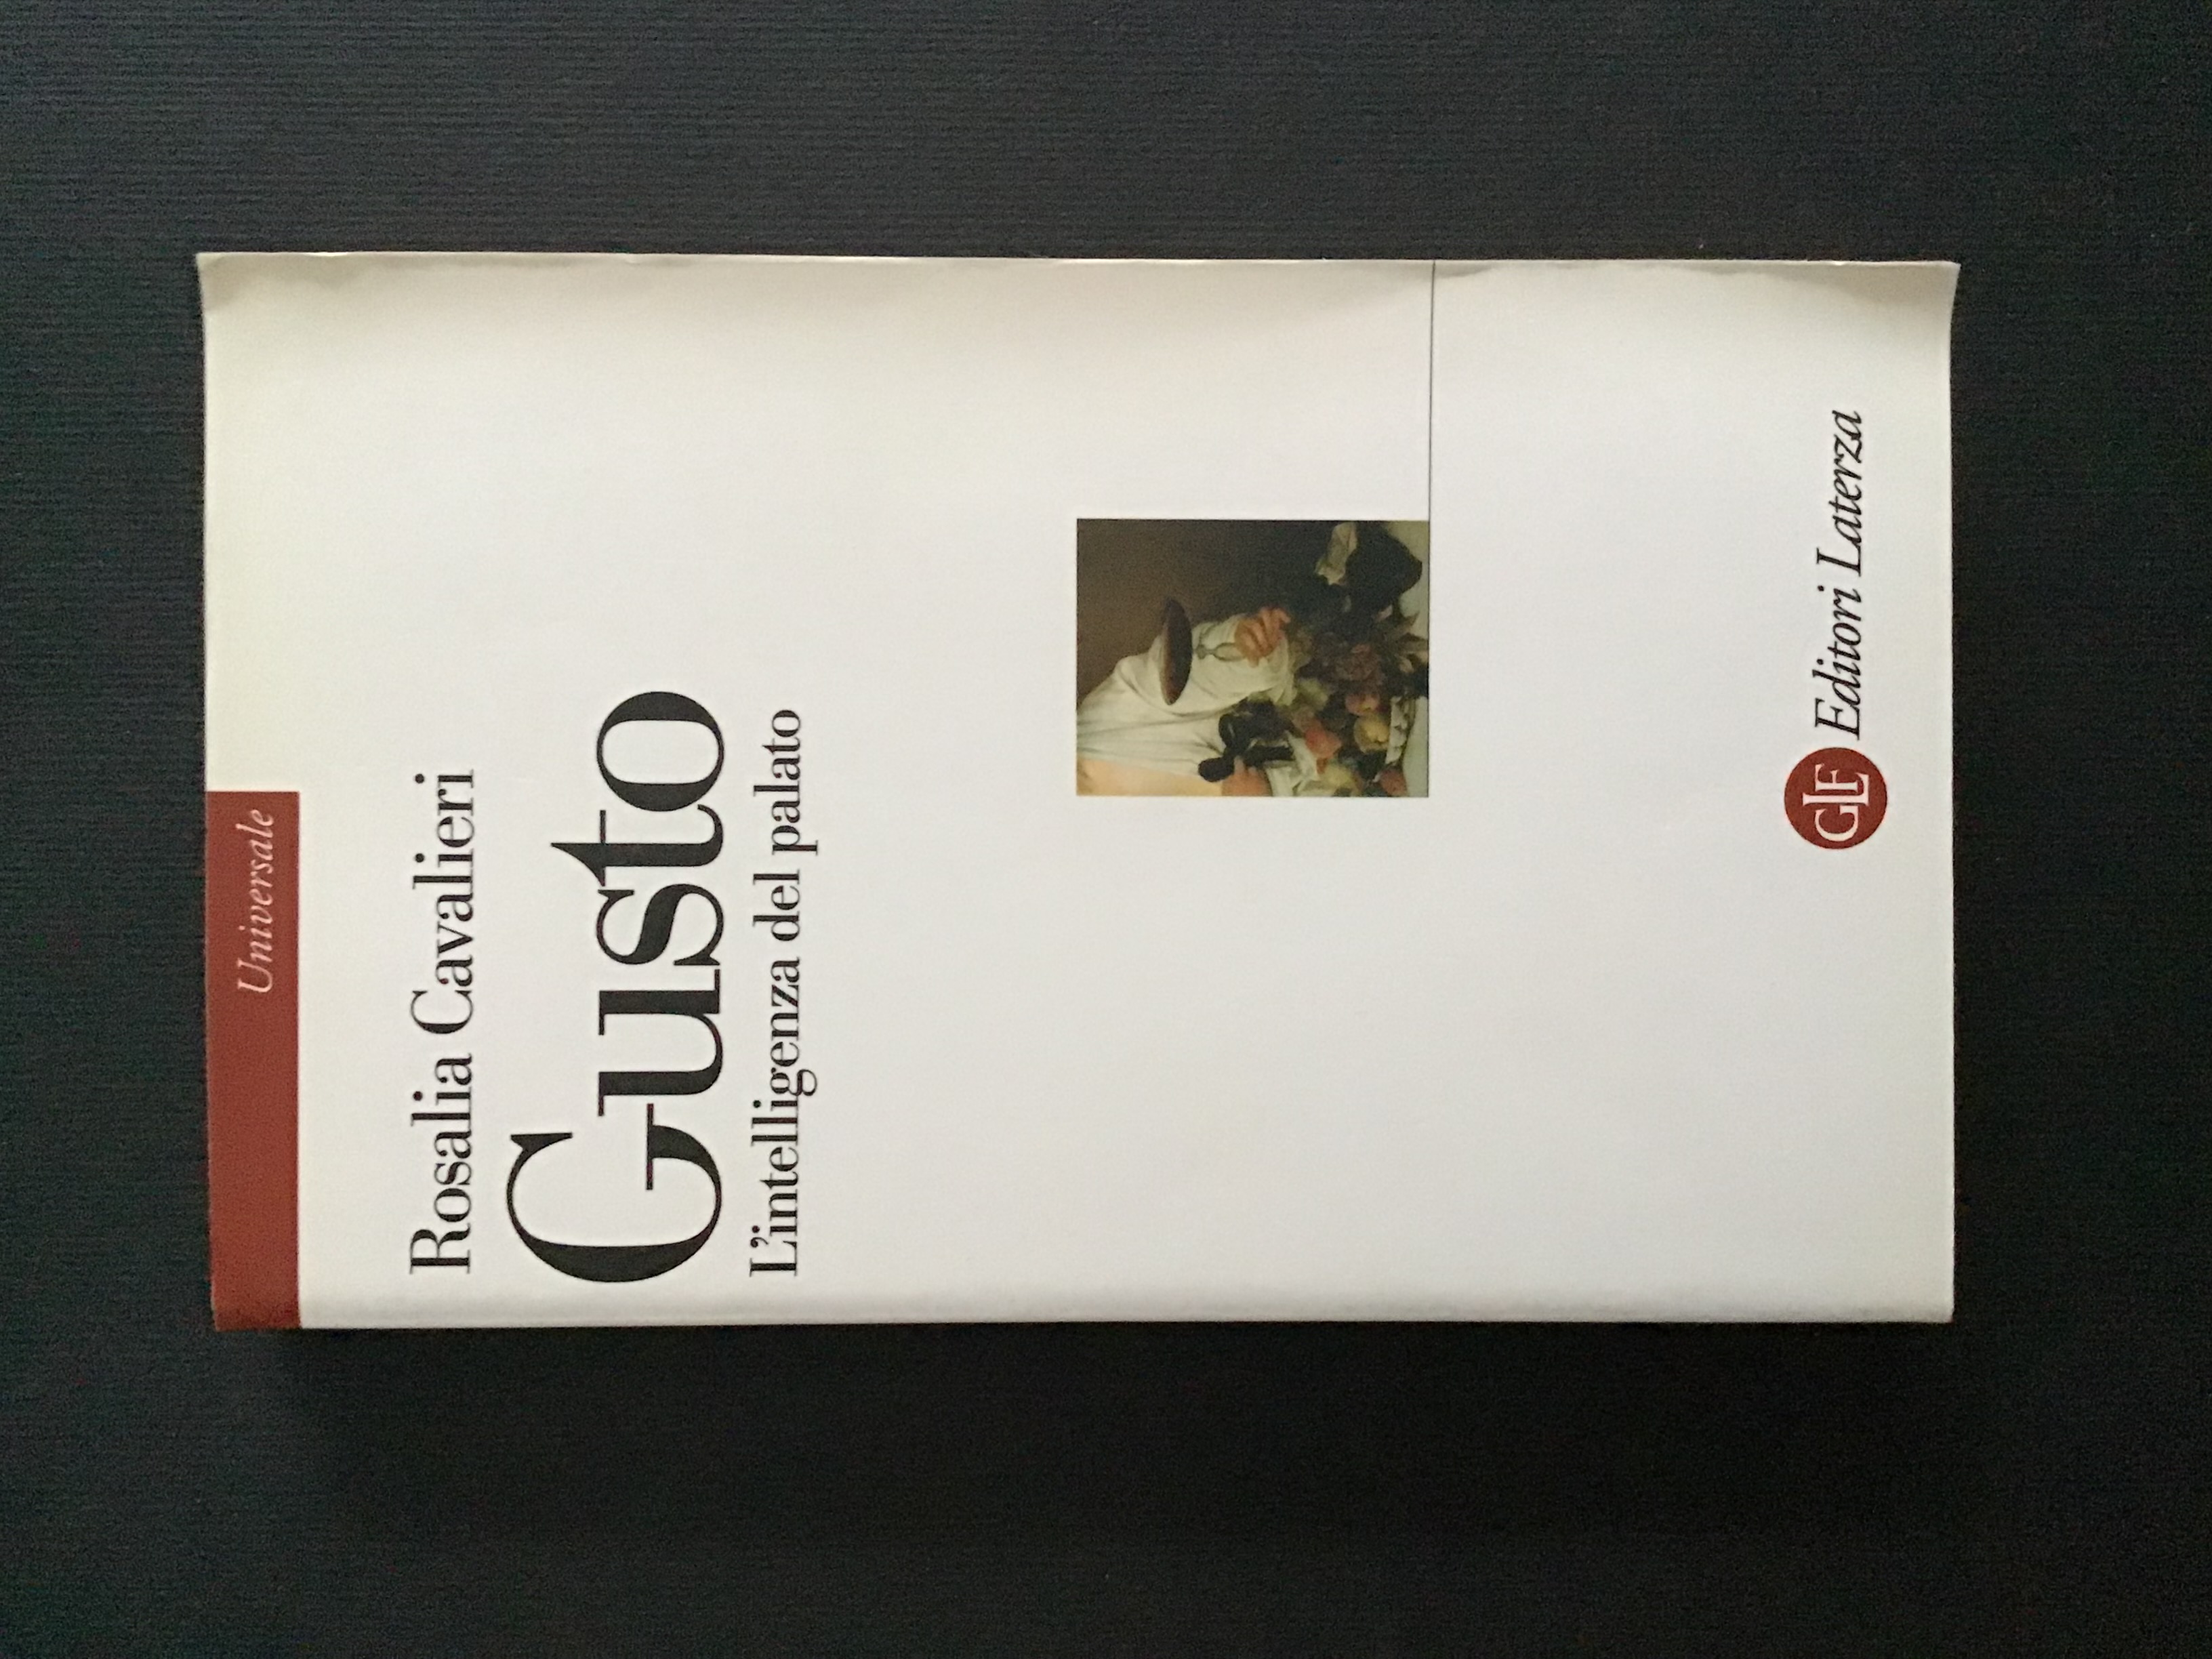 Universale
Rosalia Cavalieri
Gusto
L'intelligenza del palato
GLF Editori Laterza